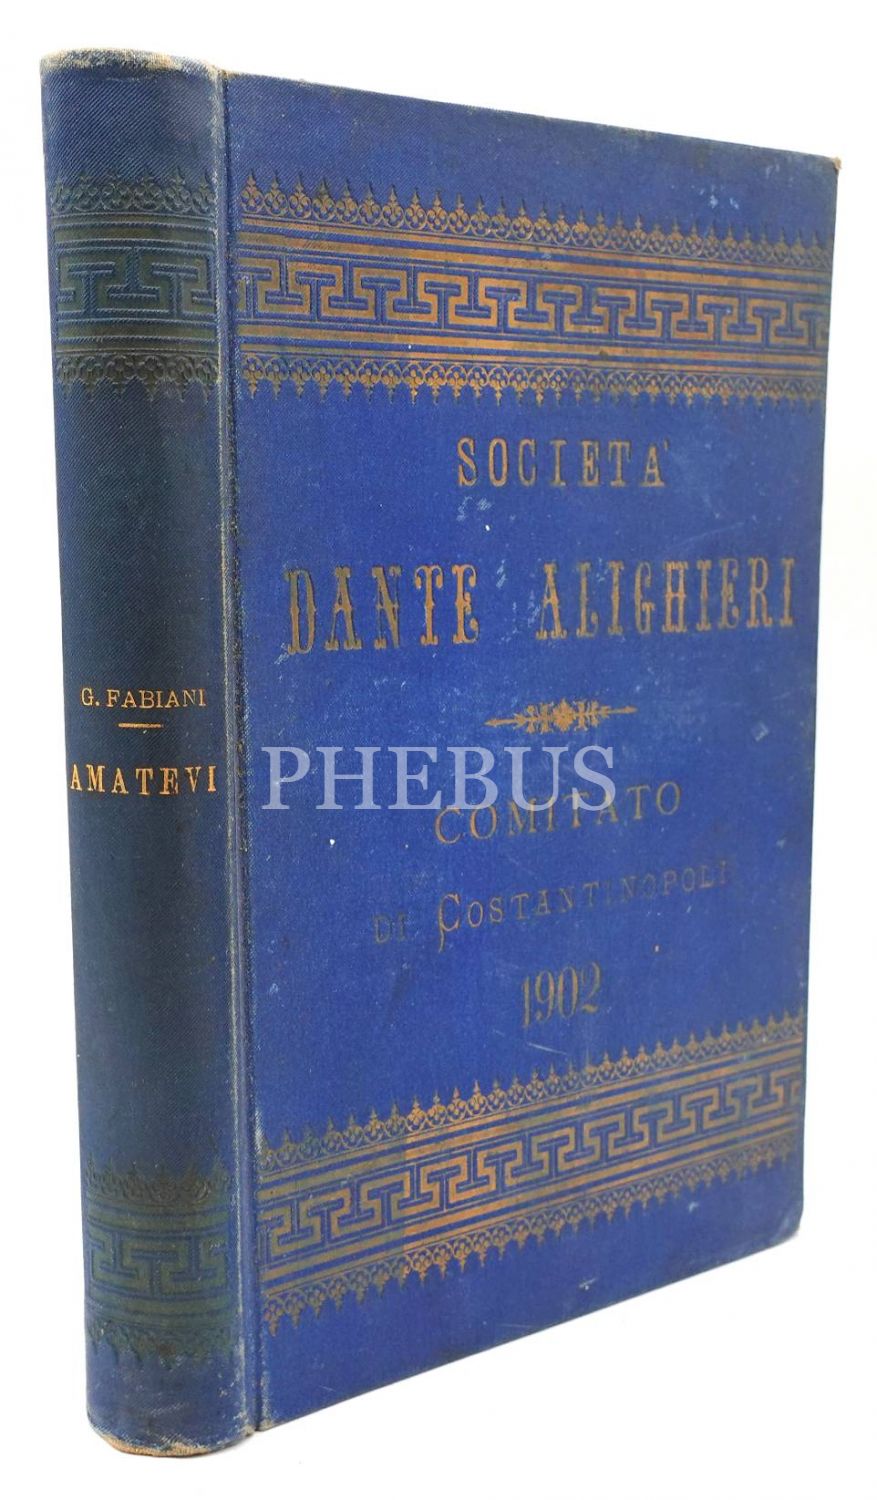 G. FABIANI
AMATEVI
SOCIETA'
DANTE ALIGHIERI
PHEBUS
COMITATO
DI COSTANTINOPOLI
1902